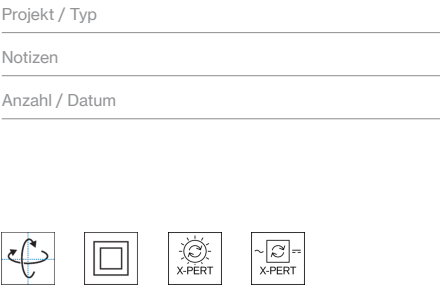 Projekt / Typ
Notizen
Anzahl / Datum
X-PERT X-PERT